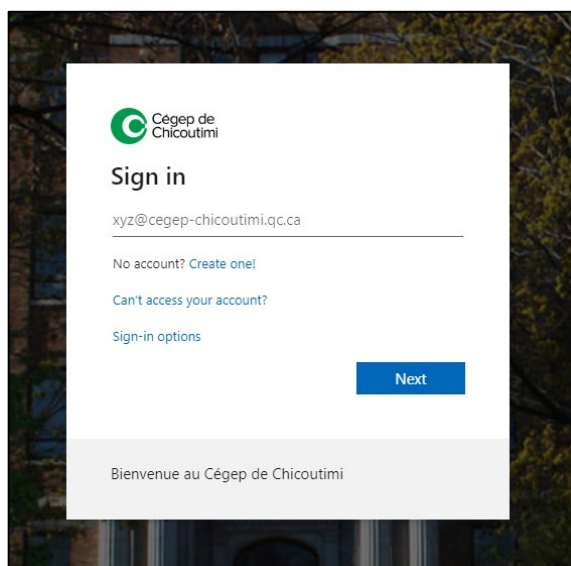 Cégep de
Chicoutimi
Sign in
xyz@cegep-chicoutimi.qc.ca
No account? Create one!
Can't access your account?
Sign-in options
Next
Bienvenue au Cégep de Chicoutimi